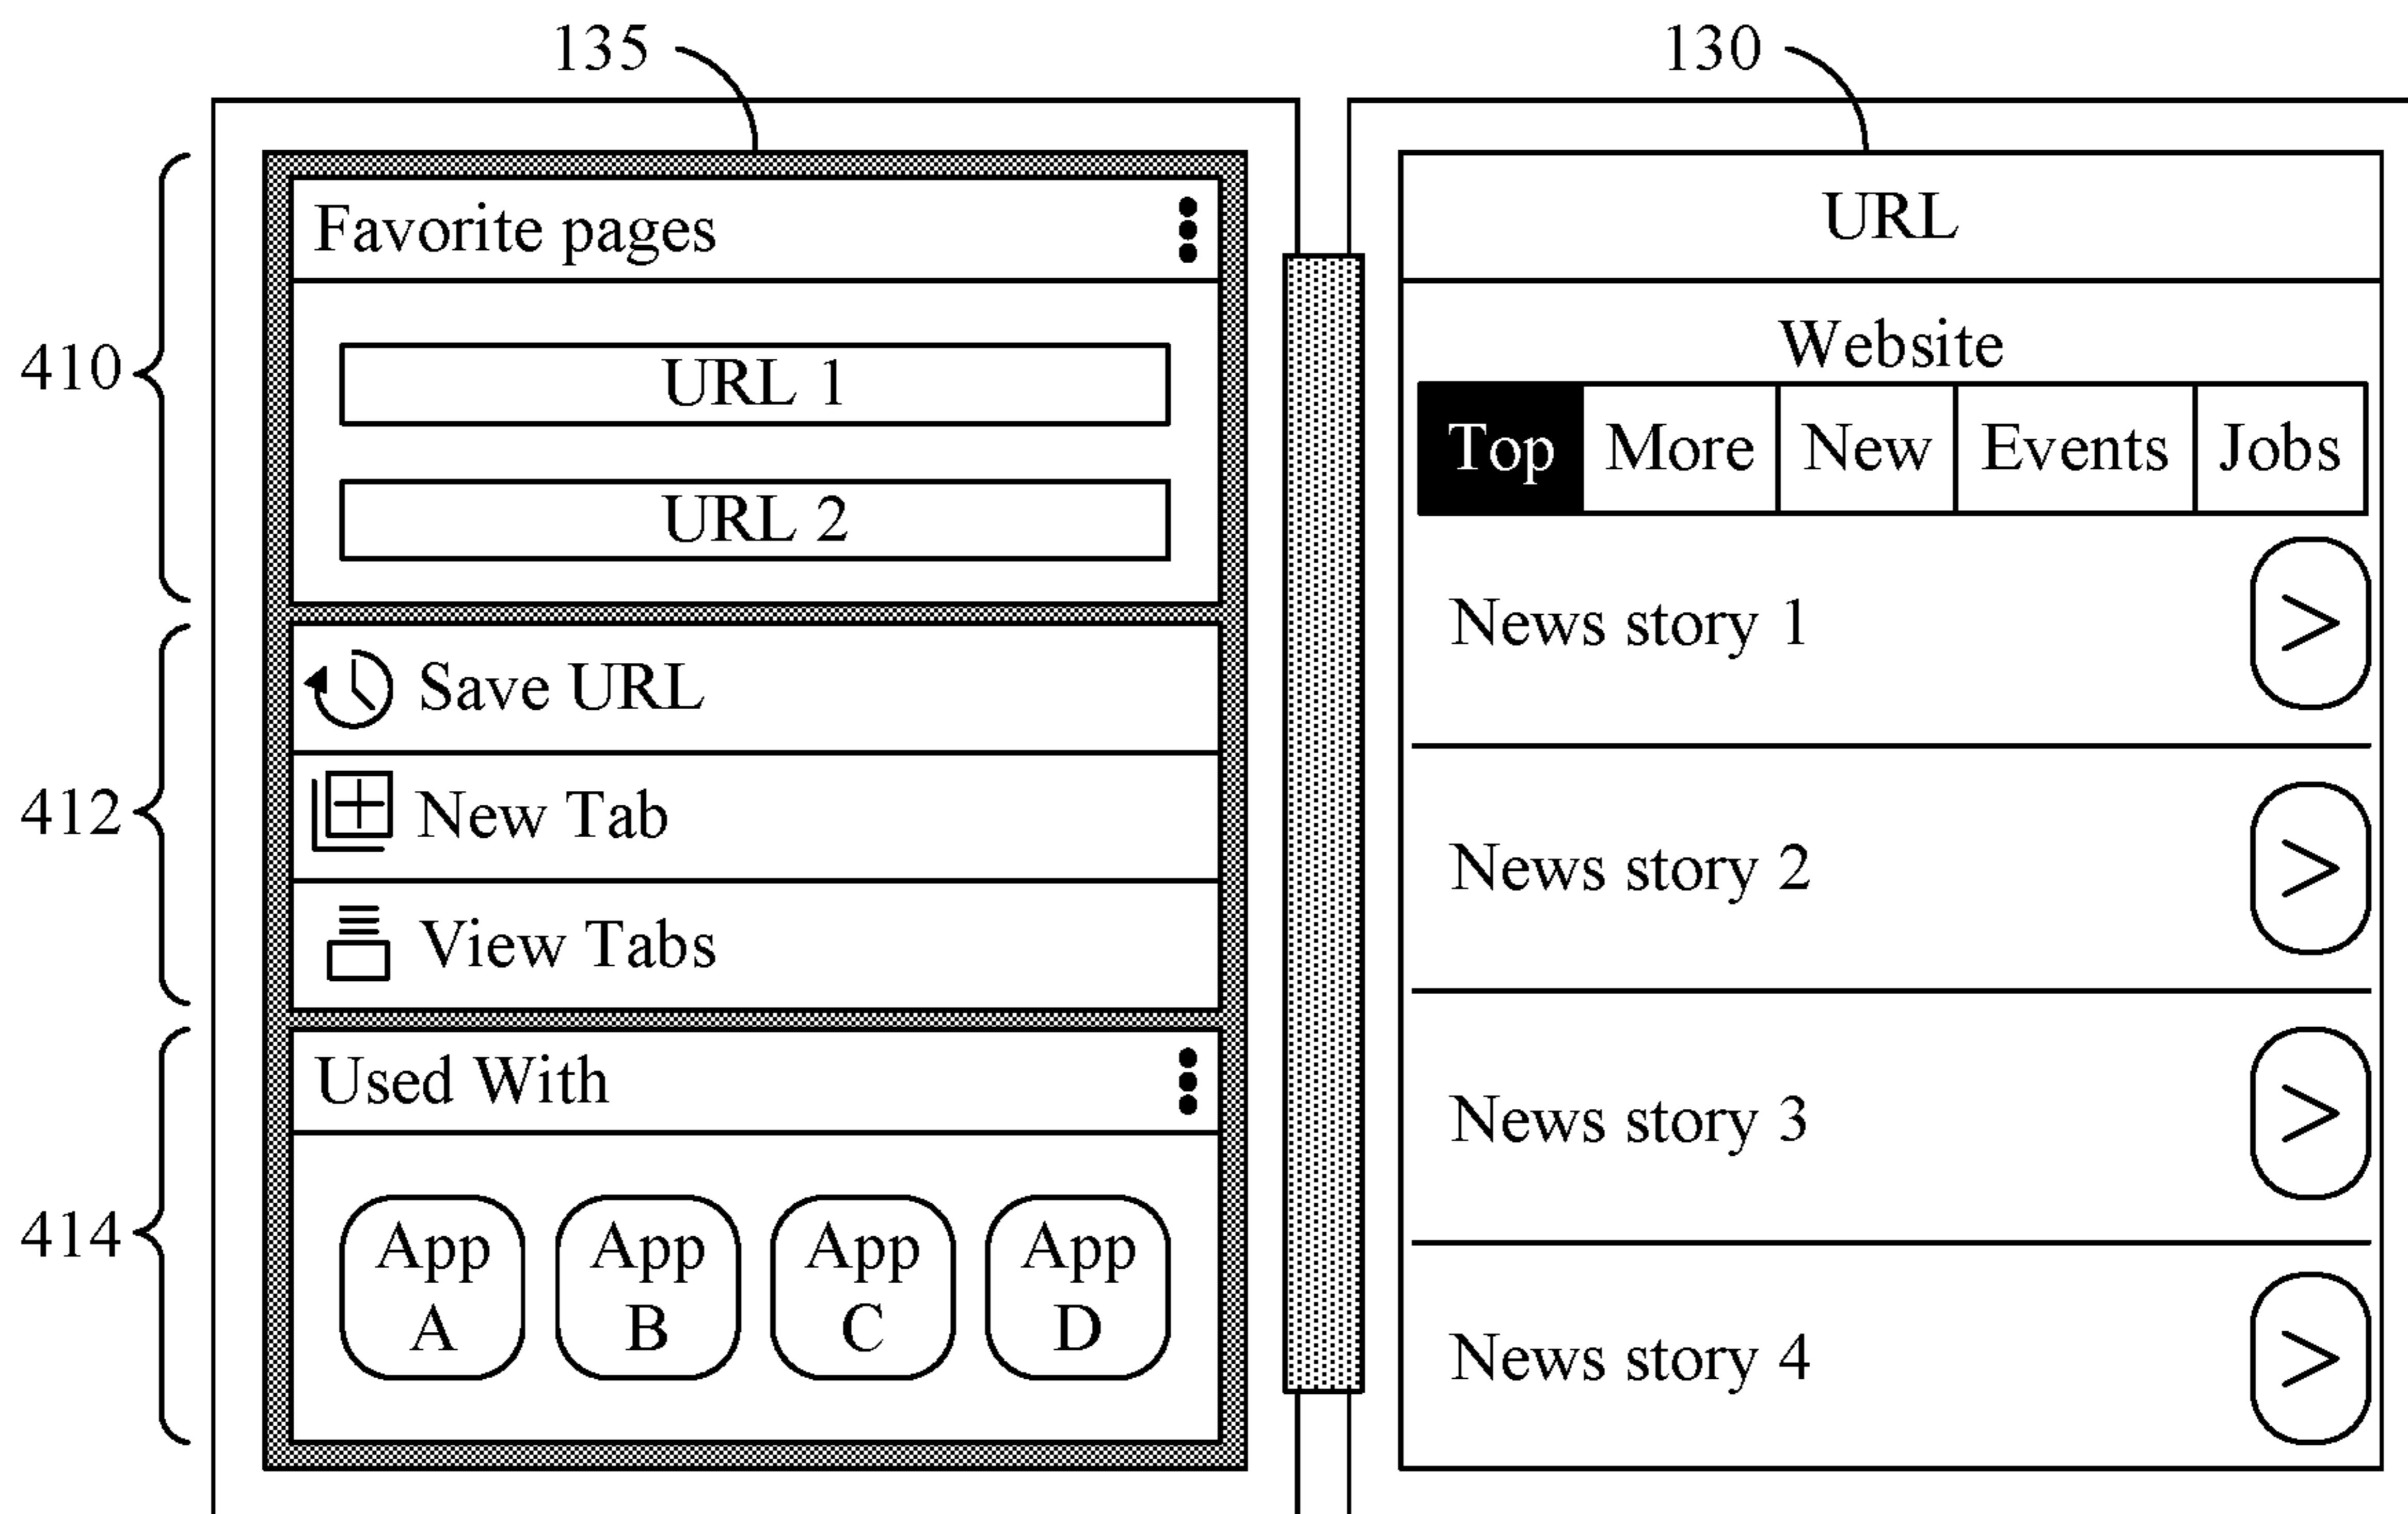 135
130
410
Favorite pages
URL 1
URL 2
412
Save URL
New Tab
View Tabs
414
Used With
App A
App B
App C
App D
URL
Website
Top More New Events Jobs
News story 1 >
News story 2 >
News story 3 >
News story 4 >